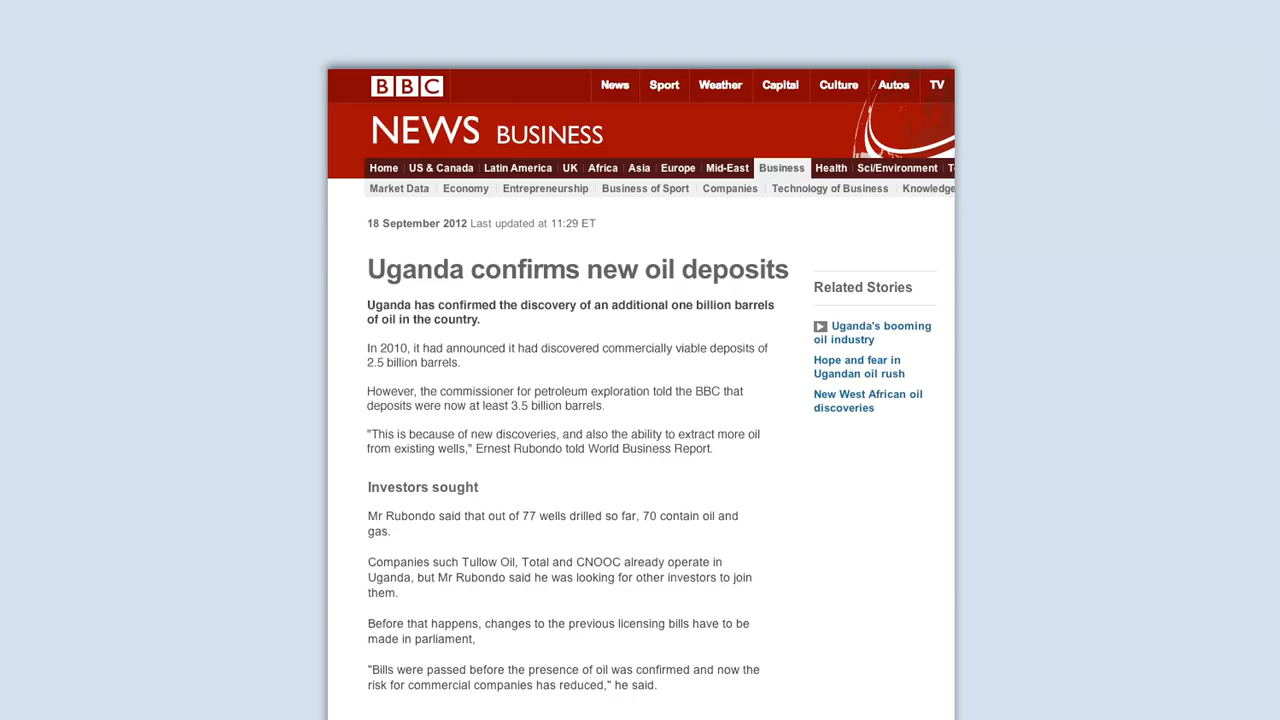 BBC
News Sport Weather Capital Culture Autos TV
NEWS BUSINESS
Home US & Canada Latin America UK Africa Asia Europe Mid-East Business Health Sci/Environment
Market Data Economy Entrepreneurship Business of Sport Companies Technology of Business Knowledge
18 September 2012 Last updated at 11:29 ET
Uganda confirms new oil deposits
Uganda has confirmed the discovery of an additional one billion barrels
of oil in the country.
In 2010, it had announced it had discovered commercially viable deposits of
2.5 billion barrels.
However, the commissioner for petroleum exploration told the BBC that
deposits were now at least 3.5 billion barrels.
"This is because of new discoveries, and also the ability to extract more oil
from existing wells," Ernest Rubondo told World Business Report.
Investors sought
Mr Rubondo said that out of 77 wells drilled so far, 70 contain oil and
gas.
Companies such Tullow Oil, Total and CNOOC already operate in
Uganda, but Mr Rubondo said he was looking for other investors to join
them.
Before that happens, changes to the previous licensing bills have to be
made in parliament,
"Bills were passed before the presence of oil was confirmed and now the
risk for commercial companies has reduced," he said.
Related Stories
Uganda's booming
oil industry
Hope and fear in
Ugandan oil rush
New West African oil
discoveries